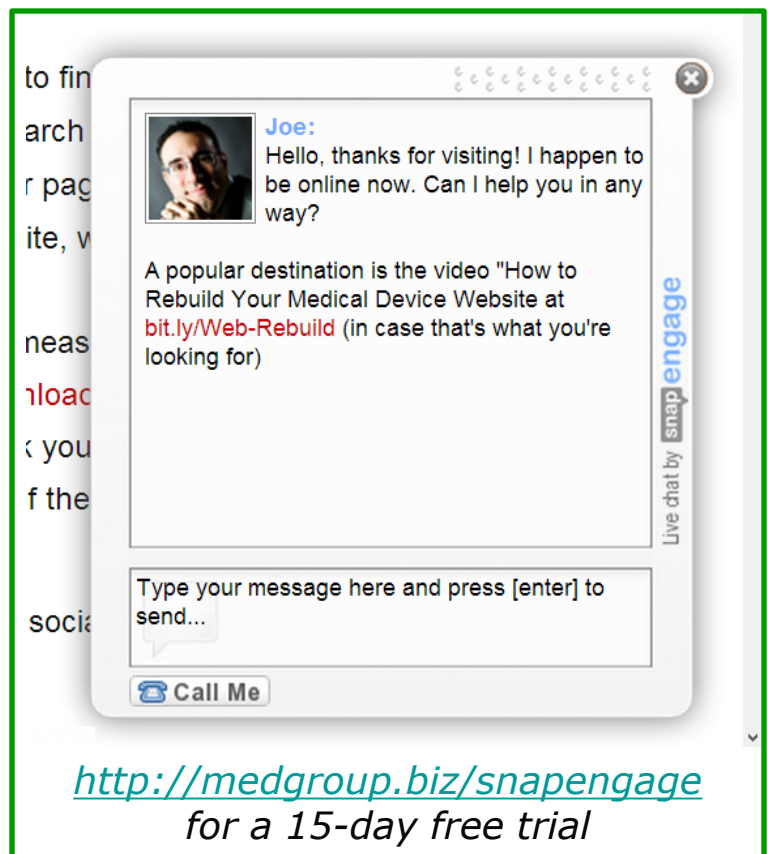 to fin
arch
r pag
ite, w
meas
nload
k you
f the
socia
Joe:
Hello, thanks for visiting! I happen to
be online now. Can I help you in any
way?
A popular destination is the video "How to
Rebuild Your Medical Device Website at
bit.ly/Web-Rebuild (in case that's what you're
looking for)
Live chat by snapengage
Type your message here and press [enter] to
send...
Call Me
http://medgroup.biz/snapengage
for a 15-day free trial